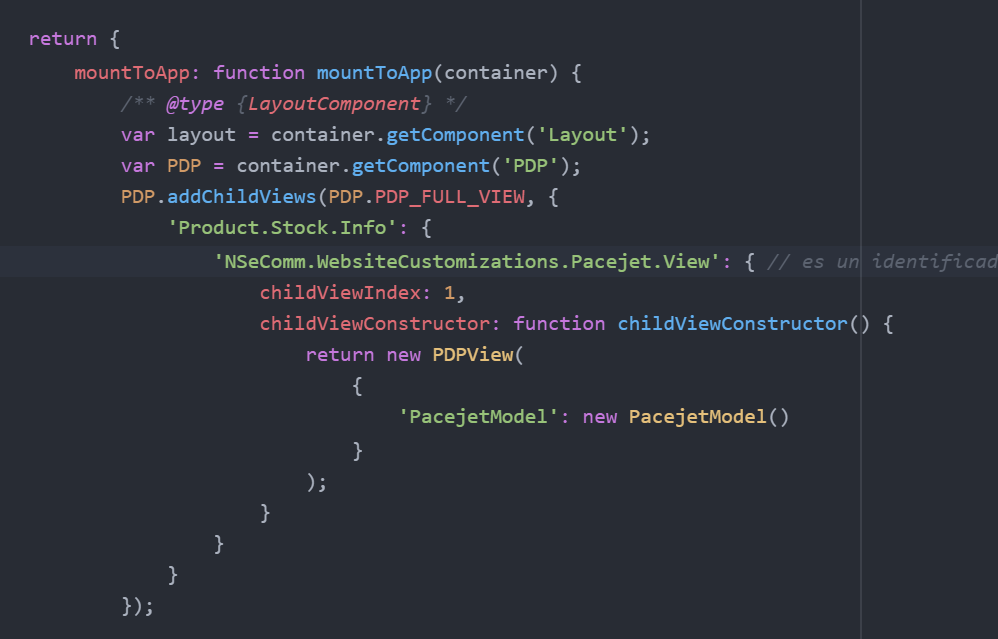 return {
    mountToApp: function mountToApp(container) {
        /** @type {LayoutComponent} */
        var layout = container.getComponent('Layout');
        var PDP = container.getComponent('PDP');
        PDP.addChildViews(PDP.PDP_FULL_VIEW, {
            'Product.Stock.Info': {
                'NSeComm.WebsiteCustomizations.Pacejet.View': { // es un identificad
                    childViewIndex: 1,
                    childViewConstructor: function childViewConstructor() {
                        return new PDPView(
                            {
                                'PacejetModel': new PacejetModel()
                            }
                        );
                    }
                }
            }
        });